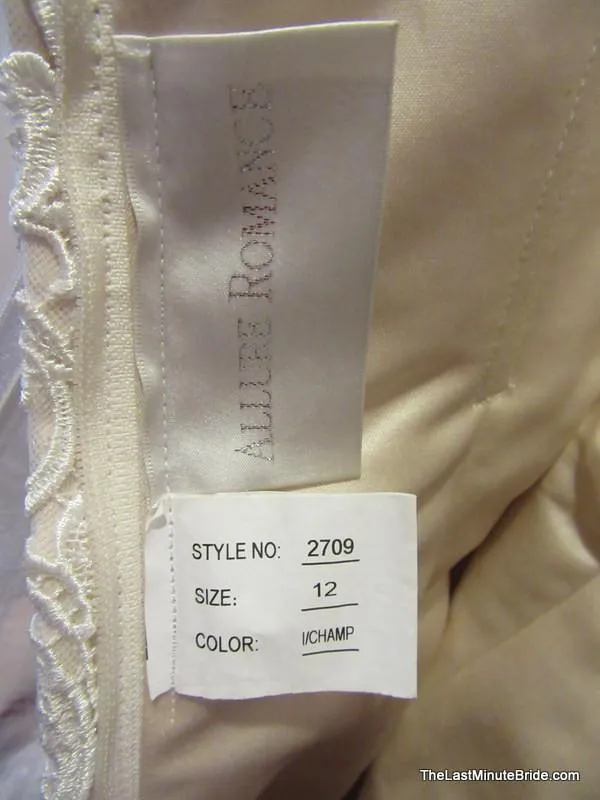 ALLURE ROMANCE
STYLE NO: 2709
SIZE: 12
COLOR: I/CHAMP
TheLastMinuteBride.com